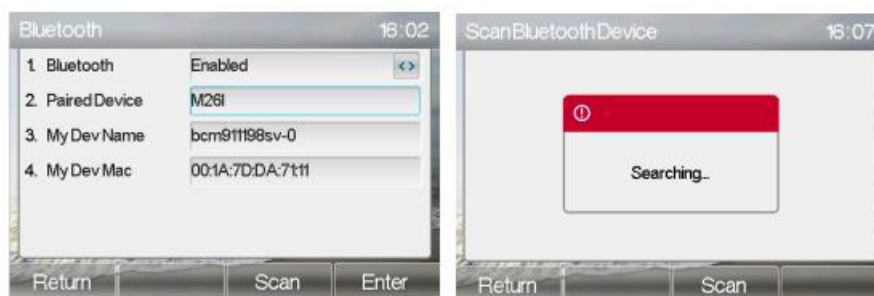 Bluetooth 16:02
1. Bluetooth Enabled <>
2. Paired Device M26I
3. My Dev Name bcm911198sv-0
4. My Dev Mac 00:1A:7D:DA:71:11
Return Scan Enter
Scan Bluetooth Device 16:07
Searching...
Return Scan